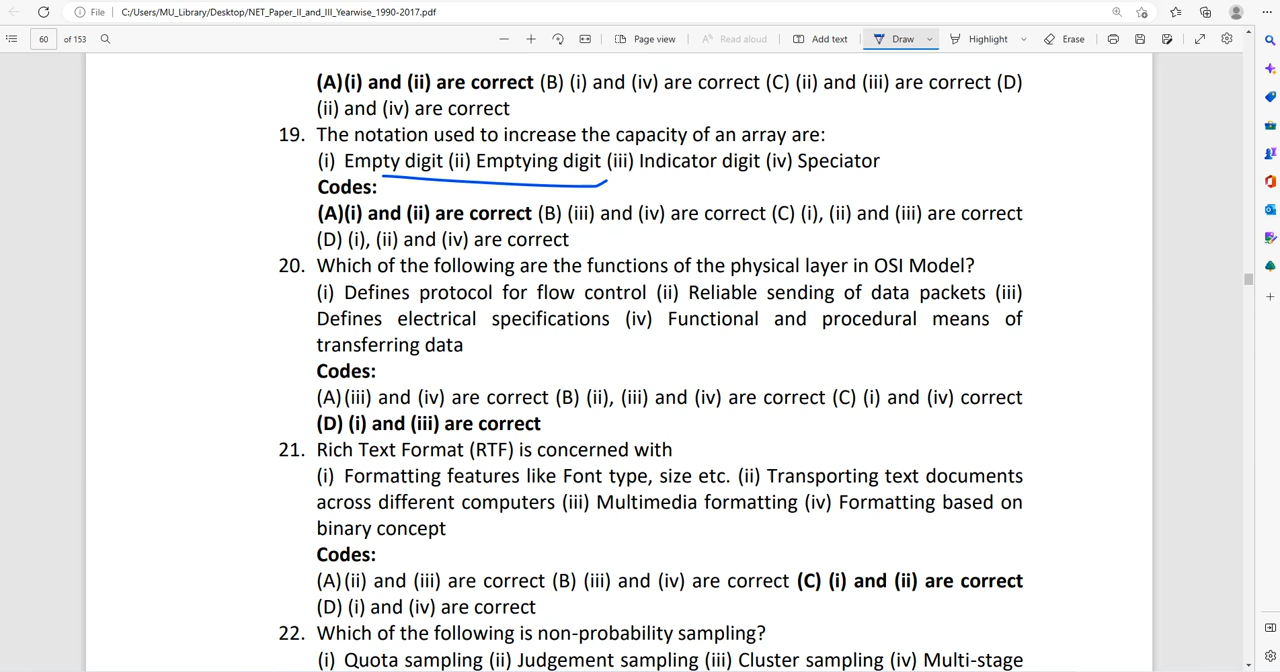 File C:/Users/MU_Library/Desktop/NET_Paper_II_and_III_Yearwise_1990-2017.pdf
60 of 153 Page view Read aloud Add text Draw Highlight Erase
(A)(i) and (ii) are correct (B) (i) and (iv) are correct (C) (ii) and (iii) are correct (D)
(ii) and (iv) are correct
19. The notation used to increase the capacity of an array are:
(i) Empty digit (ii) Emptying digit (iii) Indicator digit (iv) Speciator
Codes:
(A)(i) and (ii) are correct (B) (iii) and (iv) are correct (C) (i), (ii) and (iii) are correct
(D) (i), (ii) and (iv) are correct
20. Which of the following are the functions of the physical layer in OSI Model?
(i) Defines protocol for flow control (ii) Reliable sending of data packets (iii)
Defines electrical specifications (iv) Functional and procedural means of
transferring data
Codes:
(A)(iii) and (iv) are correct (B) (ii), (iii) and (iv) are correct (C) (i) and (iv) correct
(D) (i) and (iii) are correct
21. Rich Text Format (RTF) is concerned with
(i) Formatting features like Font type, size etc. (ii) Transporting text documents
across different computers (iii) Multimedia formatting (iv) Formatting based on
binary concept
Codes:
(A)(ii) and (iii) are correct (B) (iii) and (iv) are correct (C) (i) and (ii) are correct
(D) (i) and (iv) are correct
22. Which of the following is non-probability sampling?
(i) Quota sampling (ii) Judgement sampling (iii) Cluster sampling (iv) Multi-stage